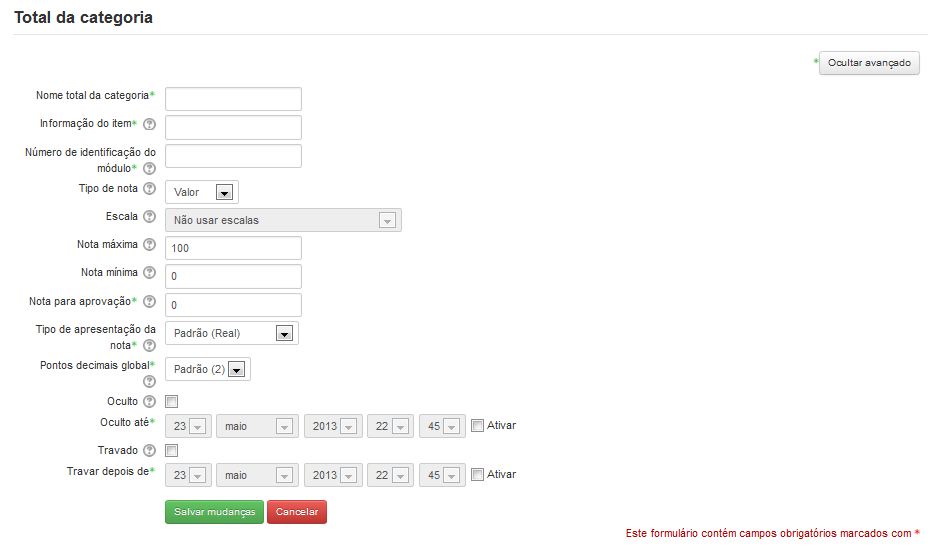 Total da categoria
* Ocultar avançado
Nome total da categoria*
Informação do item*
Número de identificação do
módulo*
Tipo de nota Valor
Escala Não usar escalas
Nota máxima 100
Nota mínima 0
Nota para aprovação* 0
Tipo de apresentação da
nota* Padrão (Real)
Pontos decimais global* Padrão (2)
Oculto
Oculto até* 23 maio 2013 22 45 Ativar
Travado
Travar depois de* 23 maio 2013 22 45 Ativar
Salvar mudanças Cancelar
Este formulário contém campos obrigatórios marcados com *